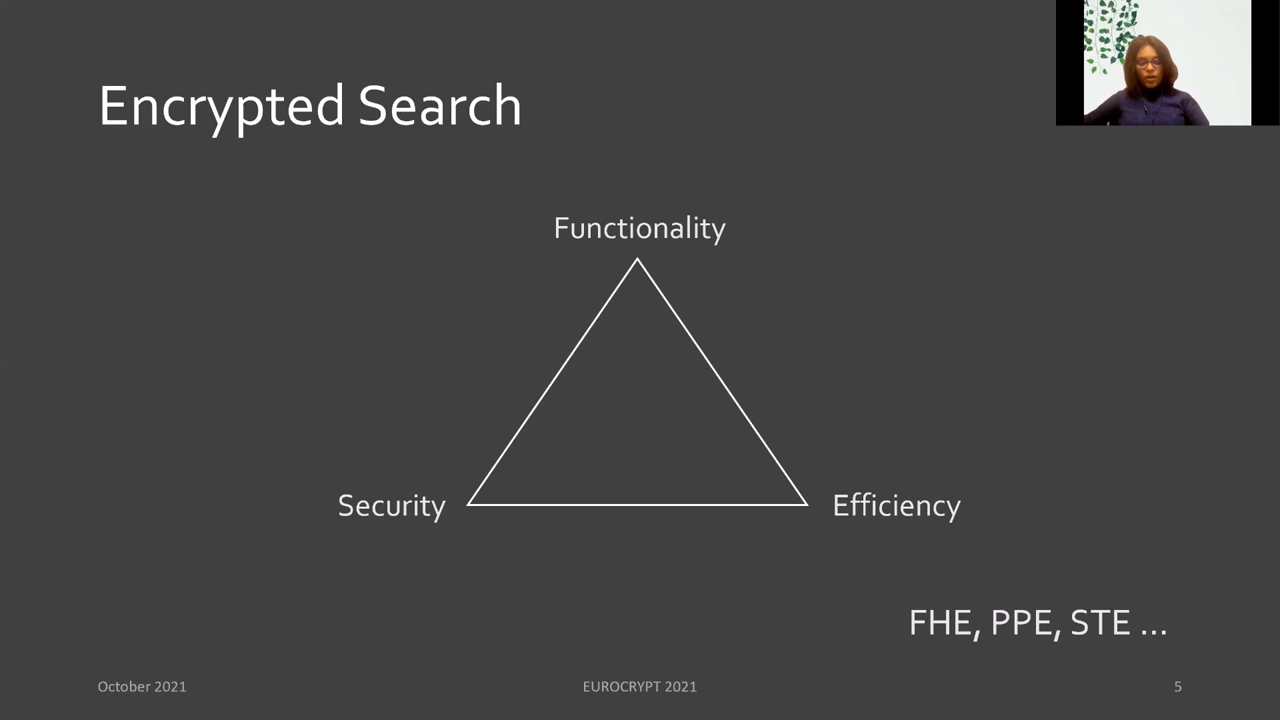 Encrypted Search
Functionality
Security
Efficiency
FHE, PPE, STE ...
October 2021
EUROCRYPT 2021
5